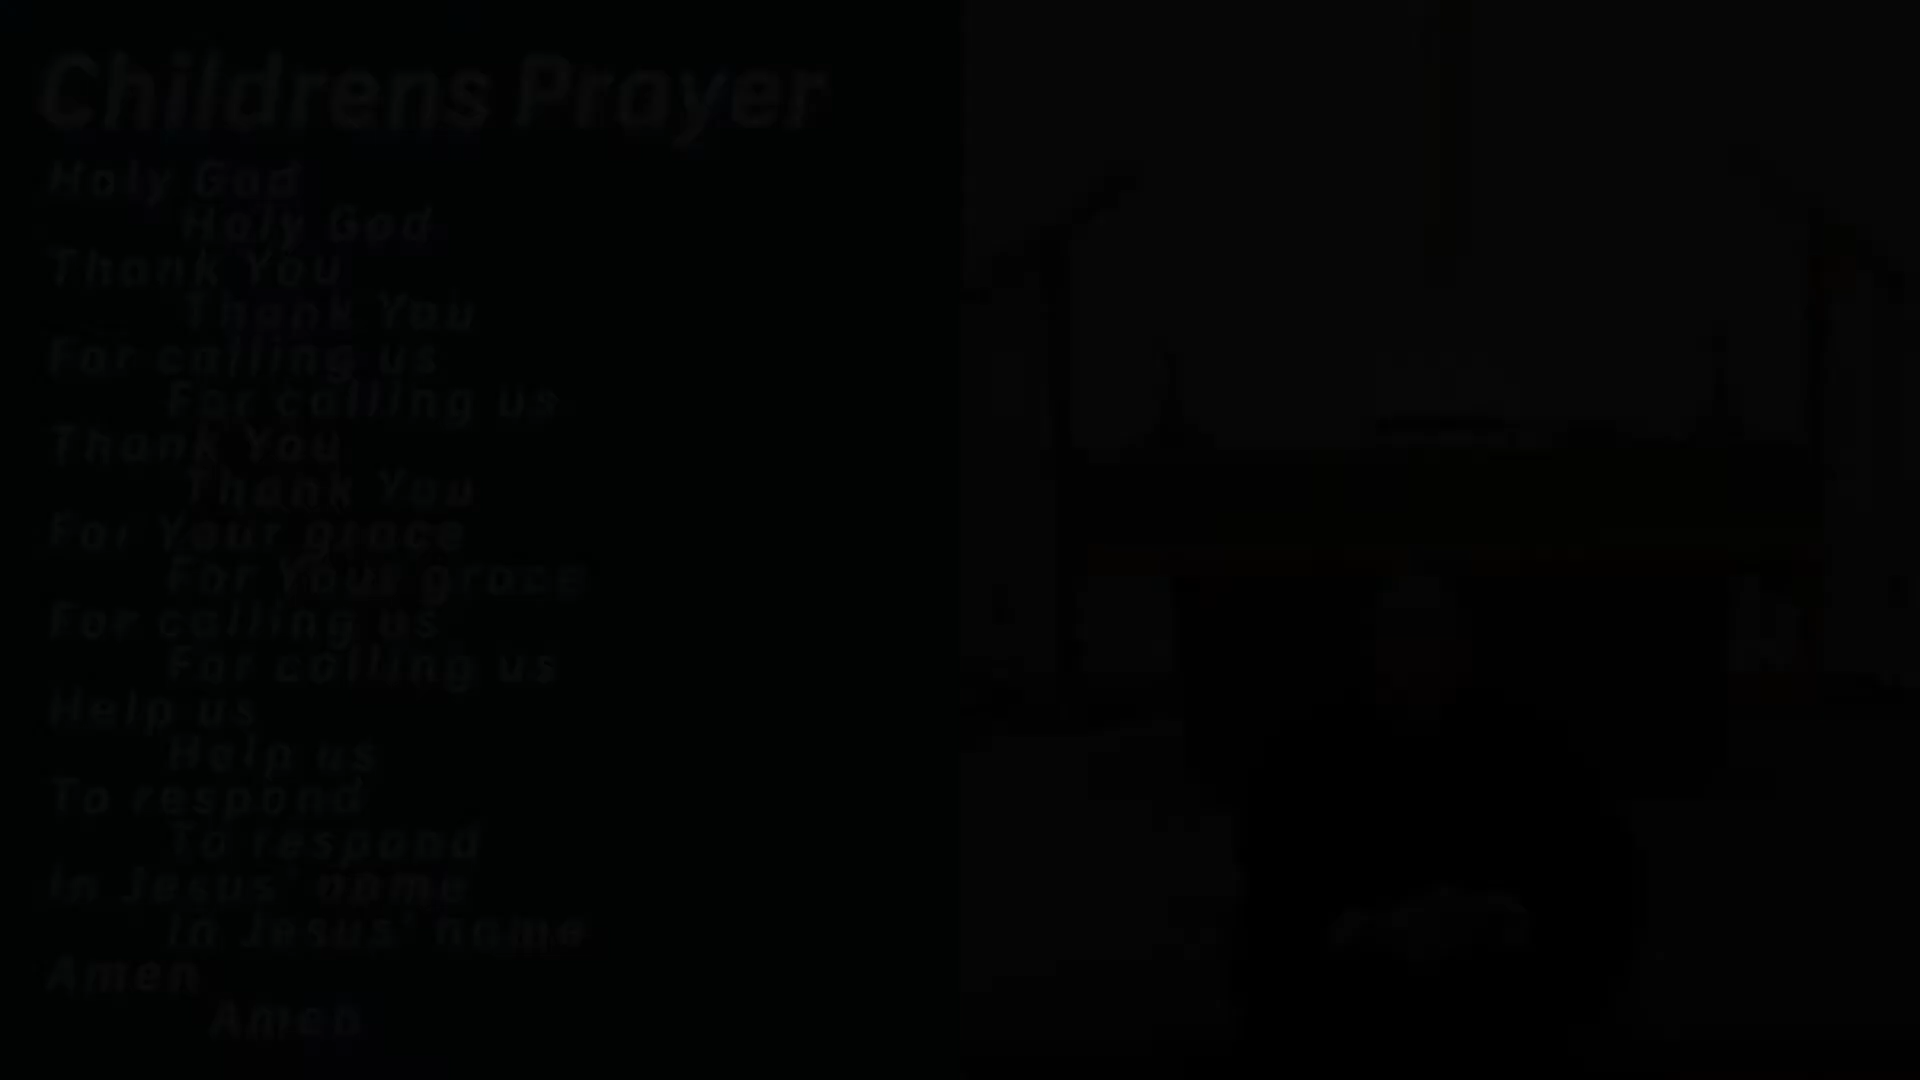 Childrens Prayer
Holy God
Holy God
Thank You
Thank You
For calling us
For calling us
Thank You
Thank You
For Your grace
For Your grace
For calling us
For calling us
Help us
Help us
To respond
To respond
In Jesus' name
In Jesus' name
Amen
Amen